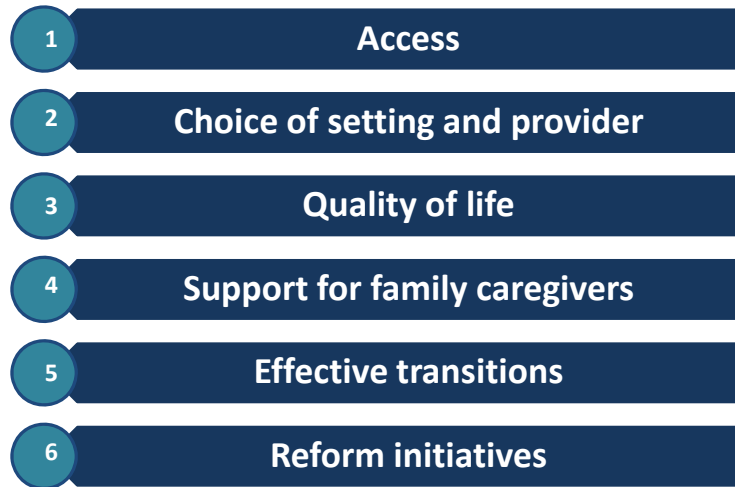 1 Access
2 Choice of setting and provider
3 Quality of life
4 Support for family caregivers
5 Effective transitions
6 Reform initiatives